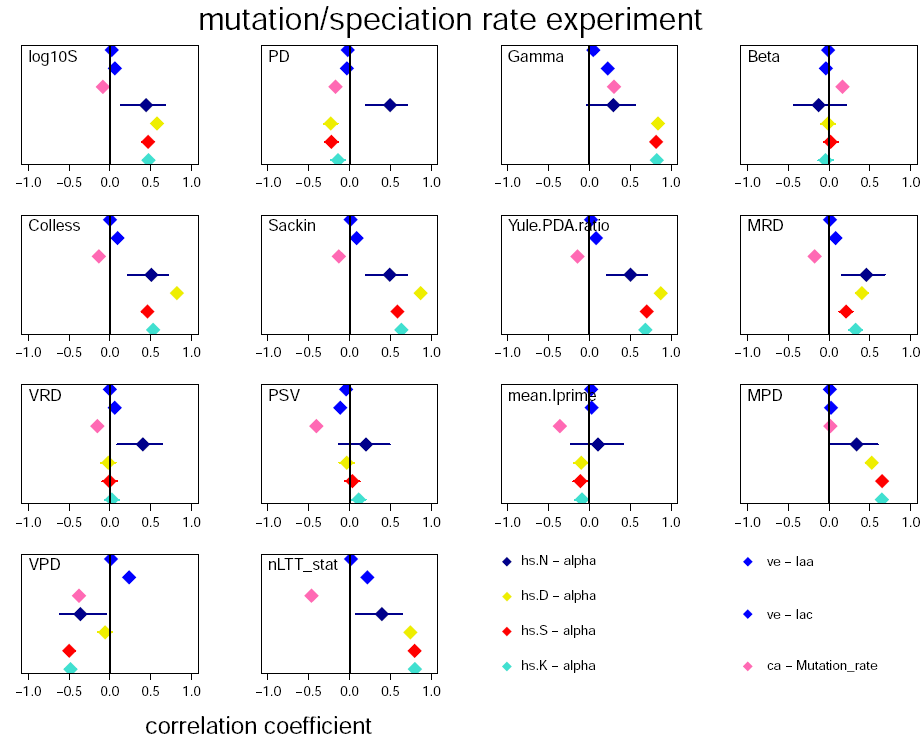 mutation/speciation rate experiment
log10S
PD
Gamma
Beta
−1.0 −0.5 0.0 0.5 1.0
−1.0 −0.5 0.0 0.5 1.0
−1.0 −0.5 0.0 0.5 1.0
−1.0 −0.5 0.0 0.5 1.0
Colless
Sackin
Yule.PDA.ratio
MRD
−1.0 −0.5 0.0 0.5 1.0
−1.0 −0.5 0.0 0.5 1.0
−1.0 −0.5 0.0 0.5 1.0
−1.0 −0.5 0.0 0.5 1.0
VRD
PSV
mean.Iprime
MPD
−1.0 −0.5 0.0 0.5 1.0
−1.0 −0.5 0.0 0.5 1.0
−1.0 −0.5 0.0 0.5 1.0
−1.0 −0.5 0.0 0.5 1.0
VPD
nLTT_stat
−1.0 −0.5 0.0 0.5 1.0
−1.0 −0.5 0.0 0.5 1.0
hs.N − alpha
hs.D − alpha
hs.S − alpha
hs.K − alpha
ve − laa
ve − lac
ca − Mutation_rate
correlation coefficient